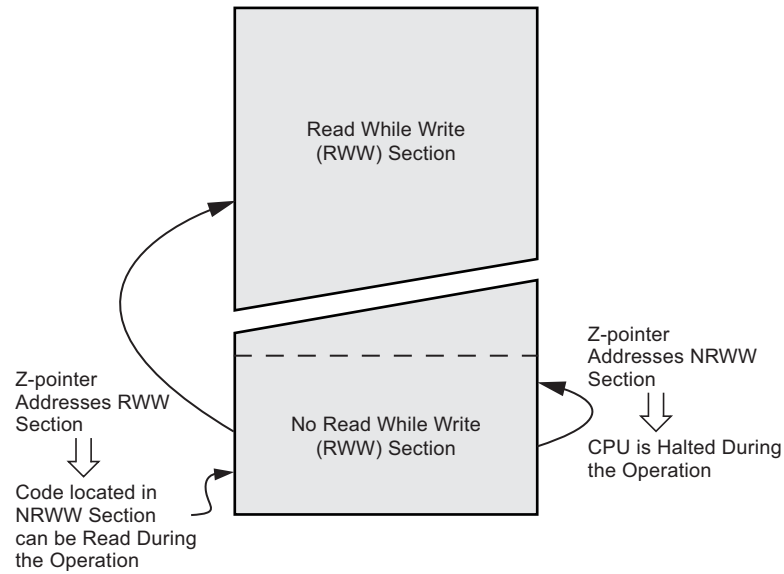 Read While Write
(RWW) Section
Z-pointer
Addresses RWW
Section
Code located in
NRWW Section
can be Read During
the Operation
No Read While Write
(RWW) Section
Z-pointer
Addresses NRWW
Section
CPU is Halted During
the Operation